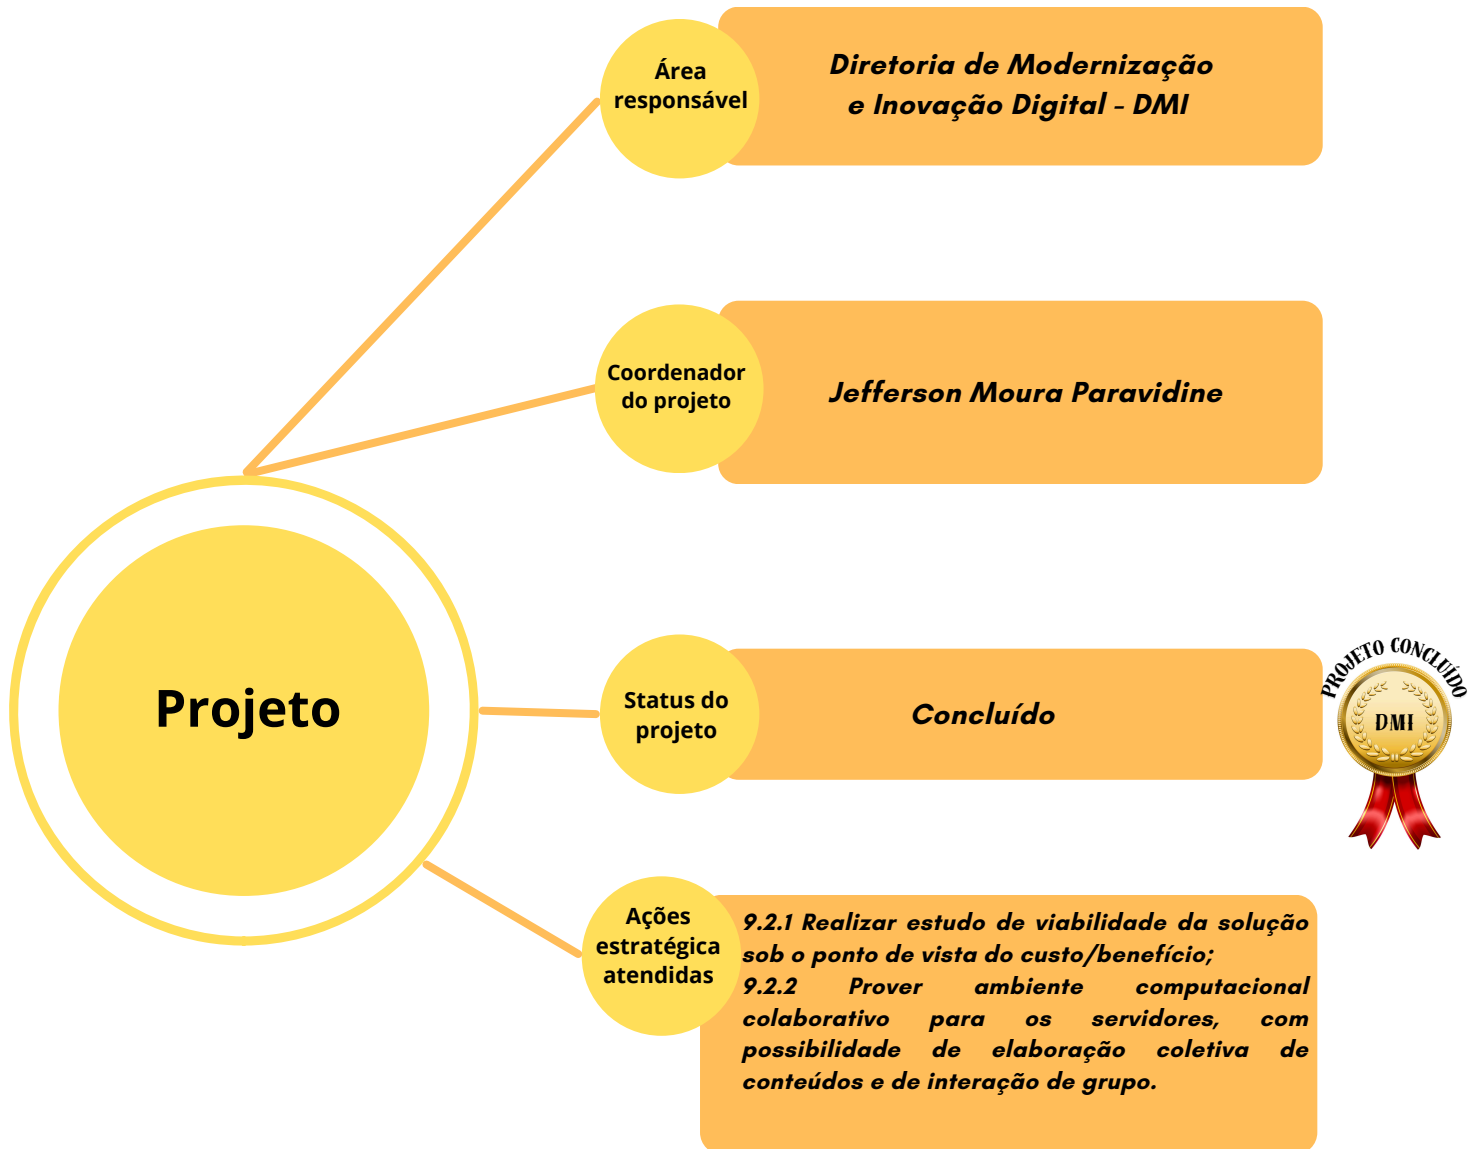 Área
responsável
Diretoria de Modernização
e Inovação Digital - DMI
Coordenador
do projeto
Jefferson Moura Paravidine
Projeto
Status do
projeto
Concluído
PROJETO CONCLUÍDO
DMI
Ações
estratégica
atendidas
9.2.1 Realizar estudo de viabilidade da solução
sob o ponto de vista do custo/benefício;
9.2.2 Prover ambiente computacional
colaborativo para os servidores, com
possibilidade de elaboração coletiva de
conteúdos e de interação de grupo.